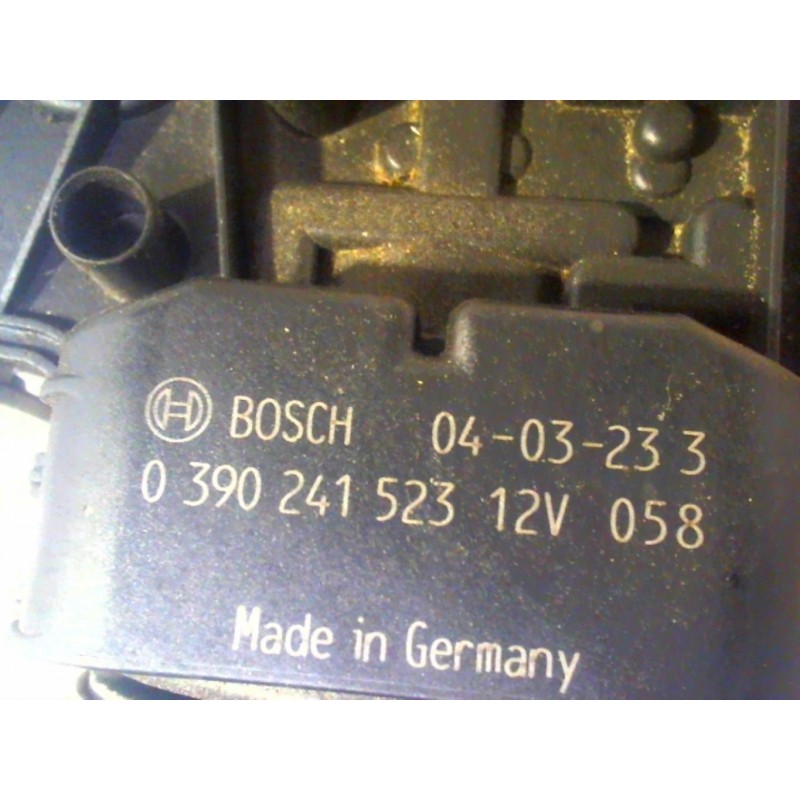 BOSCH 04-03-23 3
0 390 241 523 12V 058
Made in Germany